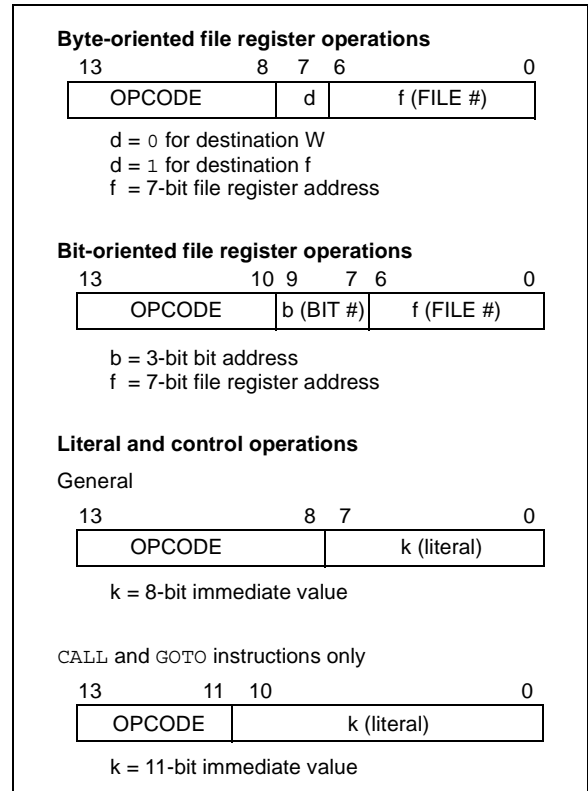 Byte-oriented file register operations
13 8 7 6 0
OPCODE d f (FILE #)
d = 0 for destination W
d = 1 for destination f
f = 7-bit file register address
Bit-oriented file register operations
13 10 9 7 6 0
OPCODE b (BIT #) f (FILE #)
b = 3-bit bit address
f = 7-bit file register address
Literal and control operations
General
13 8 7 0
OPCODE k (literal)
k = 8-bit immediate value
CALL and GOTO instructions only
13 11 10 0
OPCODE k (literal)
k = 11-bit immediate value